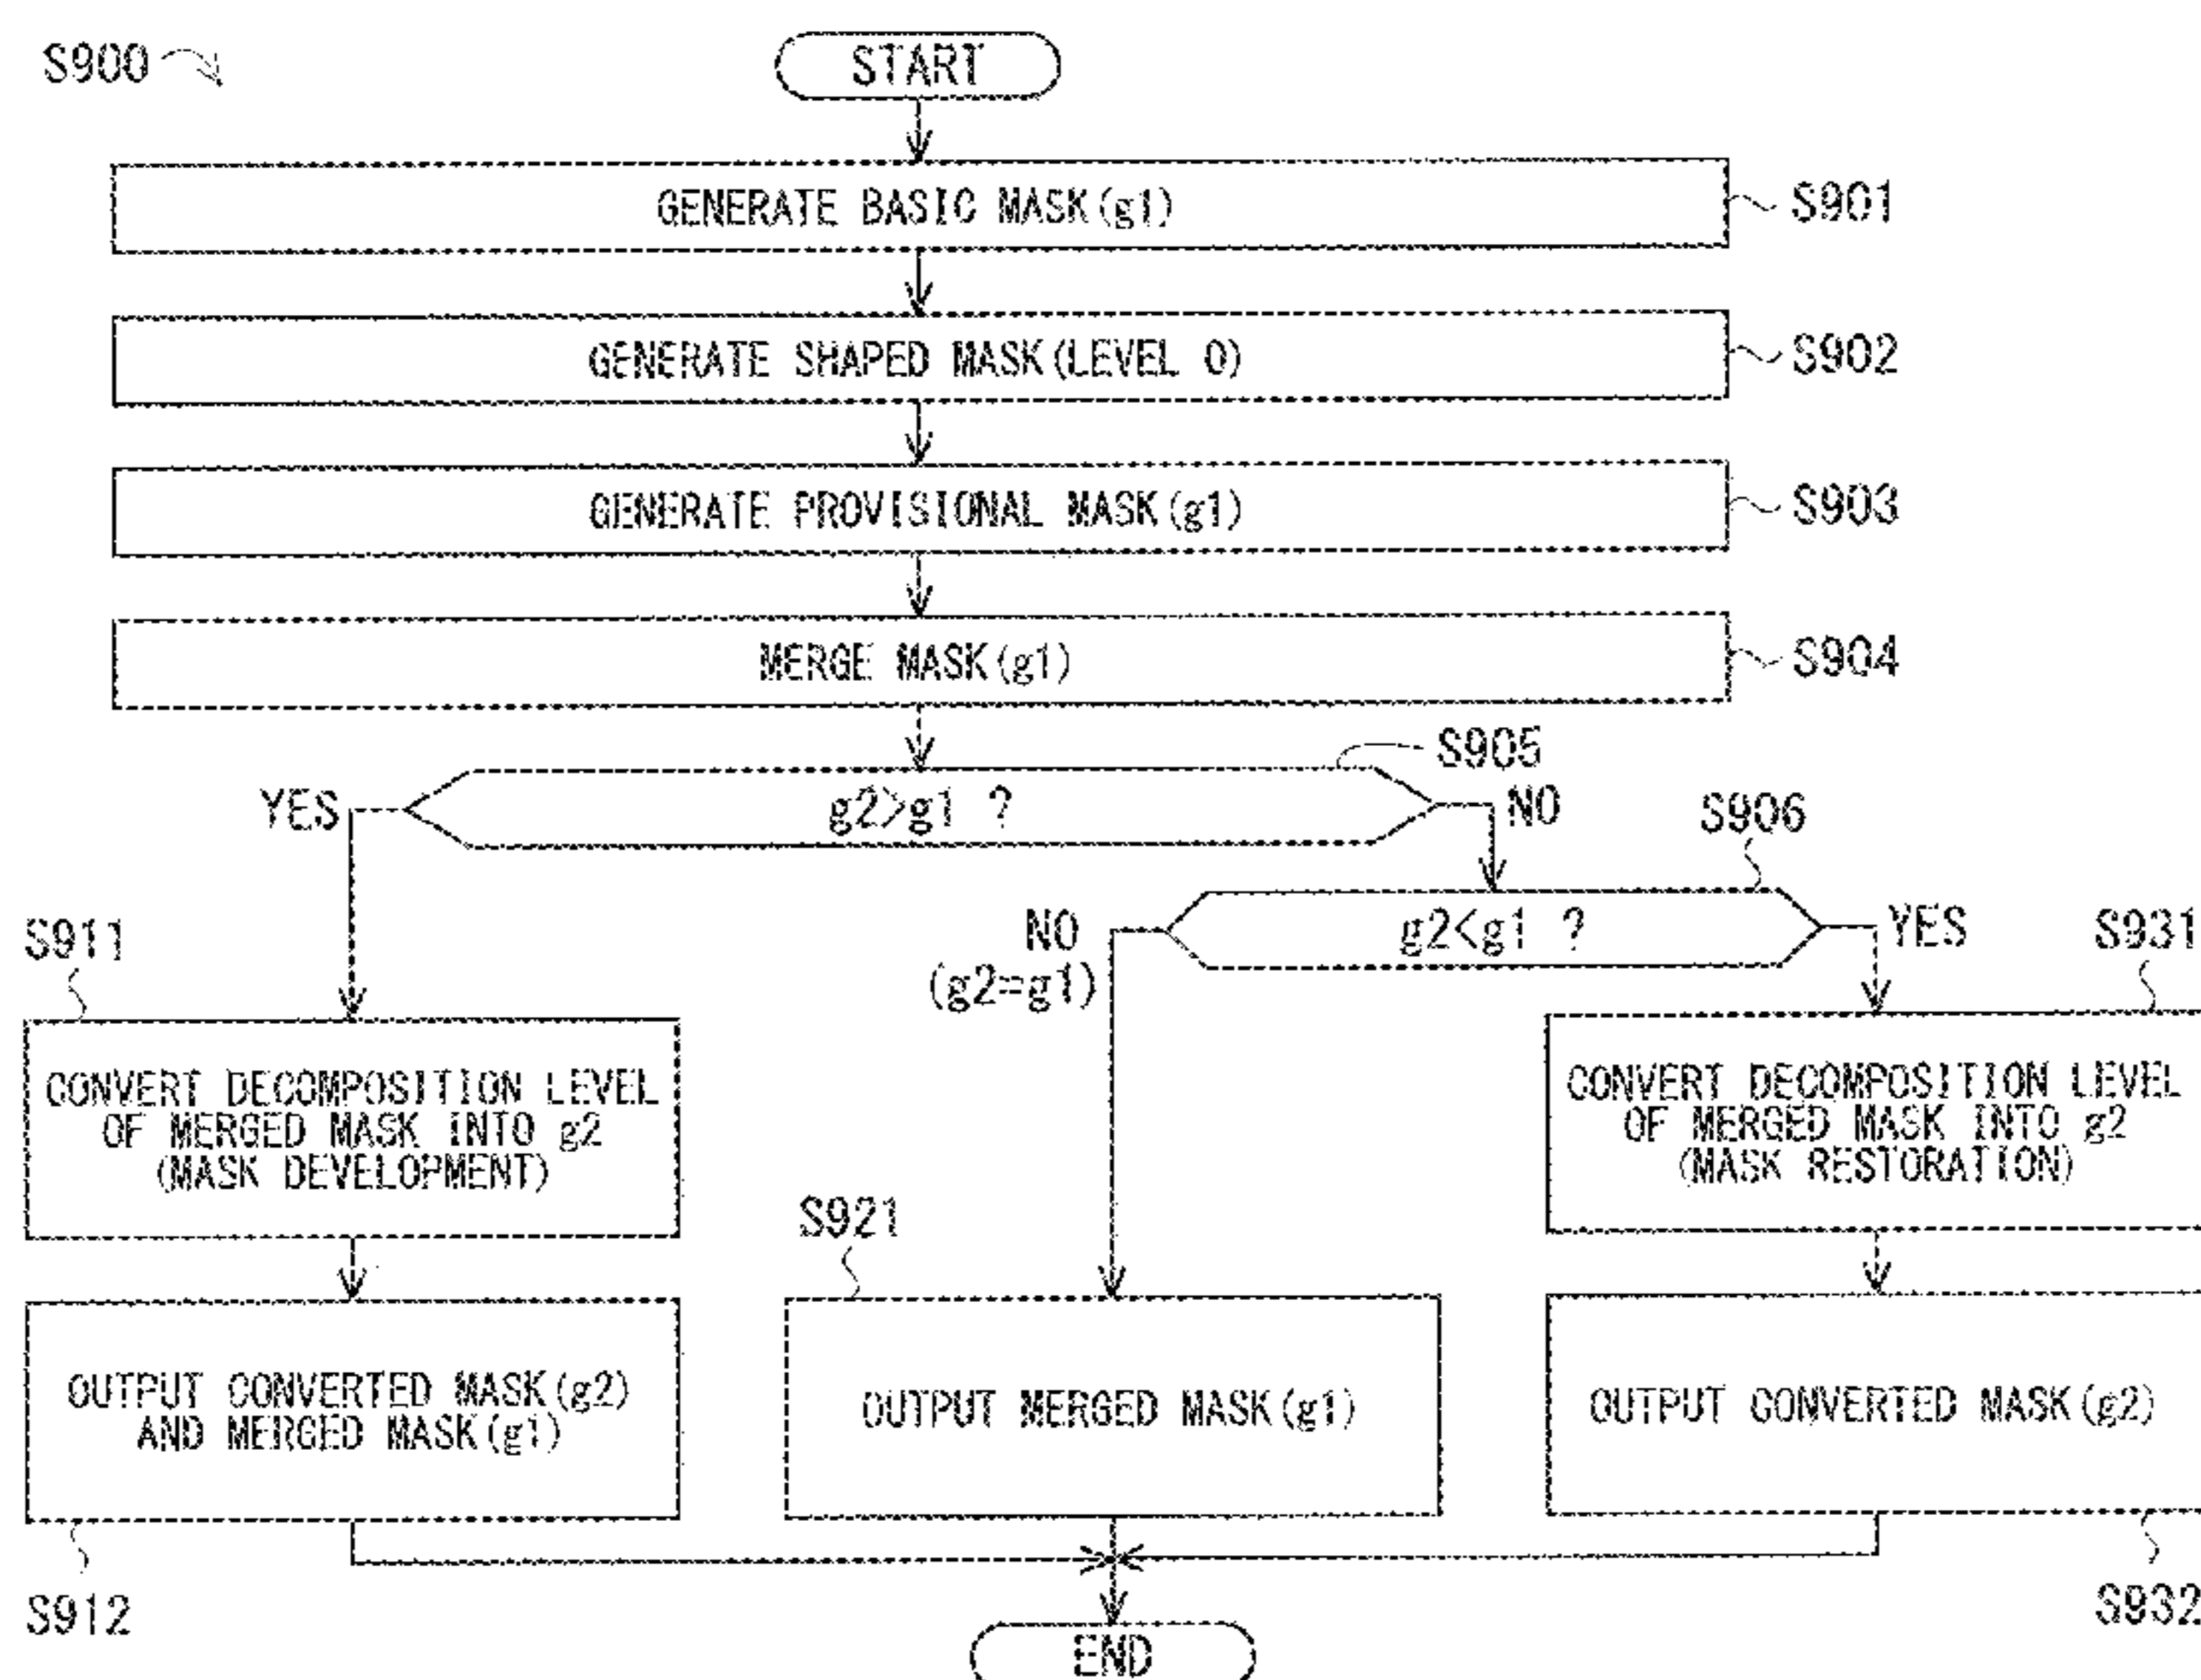 S900
START
GENERATE BASIC MASK(g1)
S901
GENERATE SHAPED MASK(LEVEL 0)
S902
GENERATE PROVISIONAL MASK(g1)
S903
MERGE MASK(g1)
S904
S905
YES
g2>g1 ?
NO
S906
NO
(g2=g1)
g2<g1 ?
YES
S911
CONVERT DECOMPOSITION LEVEL
OF MERGED MASK INTO g2
(MASK DEVELOPMENT)
S931
CONVERT DECOMPOSITION LEVEL
OF MERGED MASK INTO g2
(MASK RESTORATION)
S921
OUTPUT CONVERTED MASK(g2)
AND MERGED MASK(g1)
OUTPUT MERGED MASK(g1)
OUTPUT CONVERTED MASK(g2)
S912
S932
END